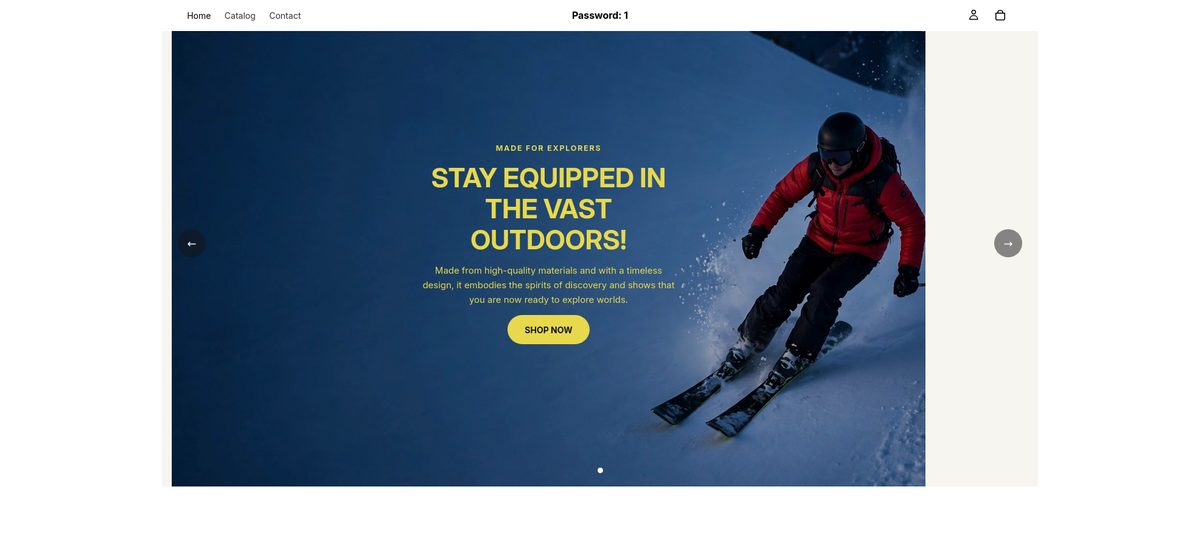 Home Catalog Contact Password: 1
MADE FOR EXPLORERS
STAY EQUIPPED IN
THE VAST
OUTDOORS!
Made from high-quality materials and with a timeless
design, it embodies the spirits of discovery and shows that
you are now ready to explore worlds.
SHOP NOW